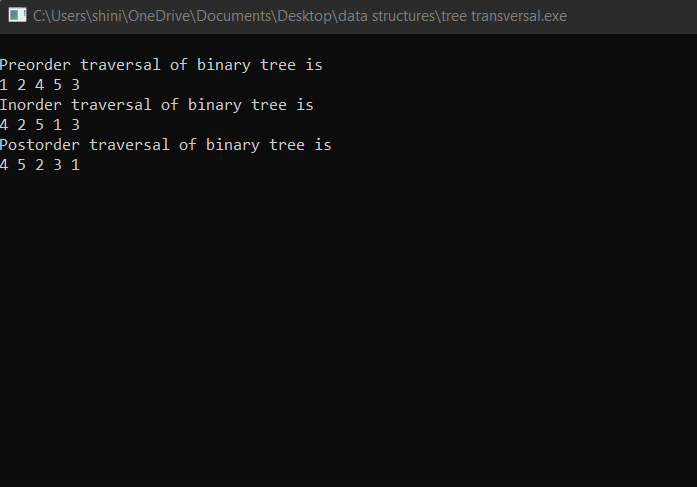 C:\Users\shini\OneDrive\Documents\Desktop\data structures\tree transversal.exe
Preorder traversal of binary tree is
1 2 4 5 3
Inorder traversal of binary tree is
4 2 5 1 3
Postorder traversal of binary tree is
4 5 2 3 1